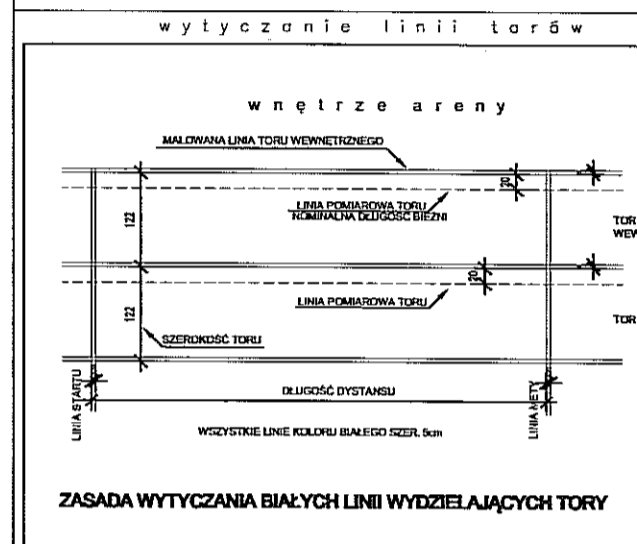 wytyczanie linii torów
wnętrze areny
MALOWANA LINIA TORU WEWNĘTRZNEGO
20
LINIA POMIAROWA TORU
NOMINALNA DŁUGOŚĆ BIEŻNI
TOR
WEW
122
20
LINIA POMIAROWA TORU
122
TOR
SZEROKOŚĆ TORU
LINIA STARTU
DŁUGOŚĆ DYSTANSU
LINIA METY
WSZYSTKIE LINIE KOLORU BIAŁEGO SZER. 5cm
ZASADA WYTYCZANIA BIAŁYCH LINII WYDZIELAJĄCYCH TORY